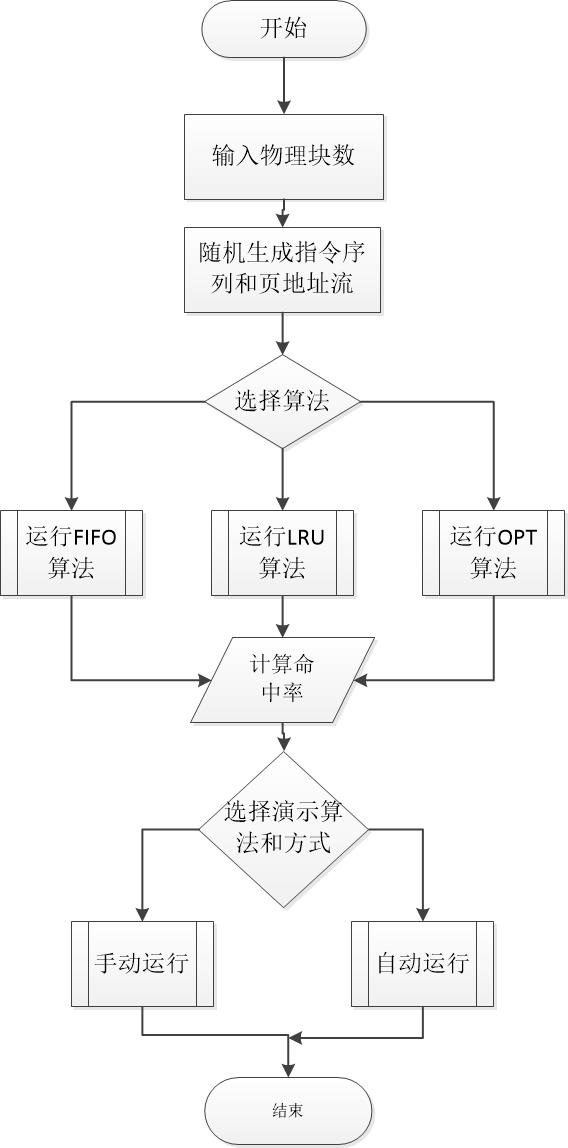 开始
输入物理块数
随机生成指令序
列和页地址流
选择算法
运行FIFO
算法
运行LRU
算法
运行OPT
算法
计算命
中率
选择演示算
法和方式
手动运行
自动运行
结束